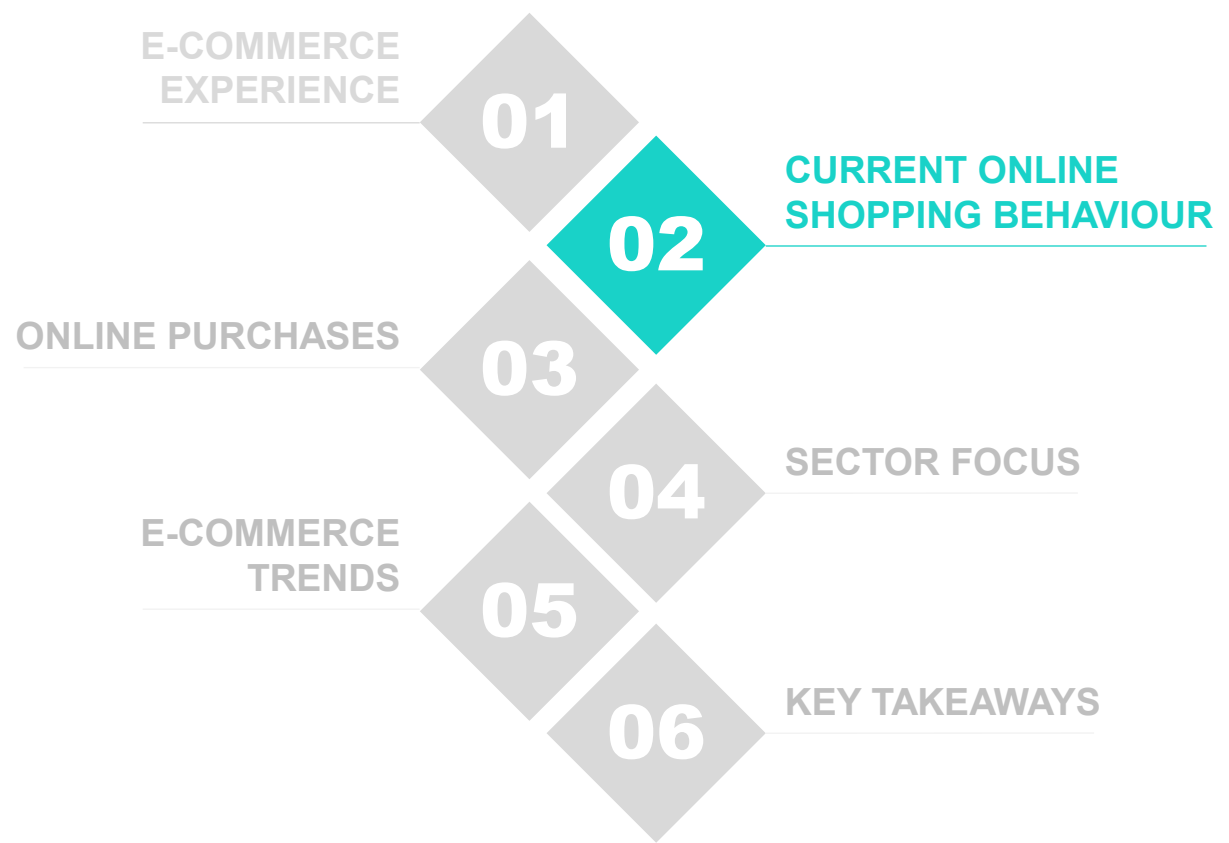 E-COMMERCE
EXPERIENCE
01
CURRENT ONLINE
SHOPPING BEHAVIOUR
02
ONLINE PURCHASES
03
SECTOR FOCUS
04
E-COMMERCE
TRENDS
05
KEY TAKEAWAYS
06